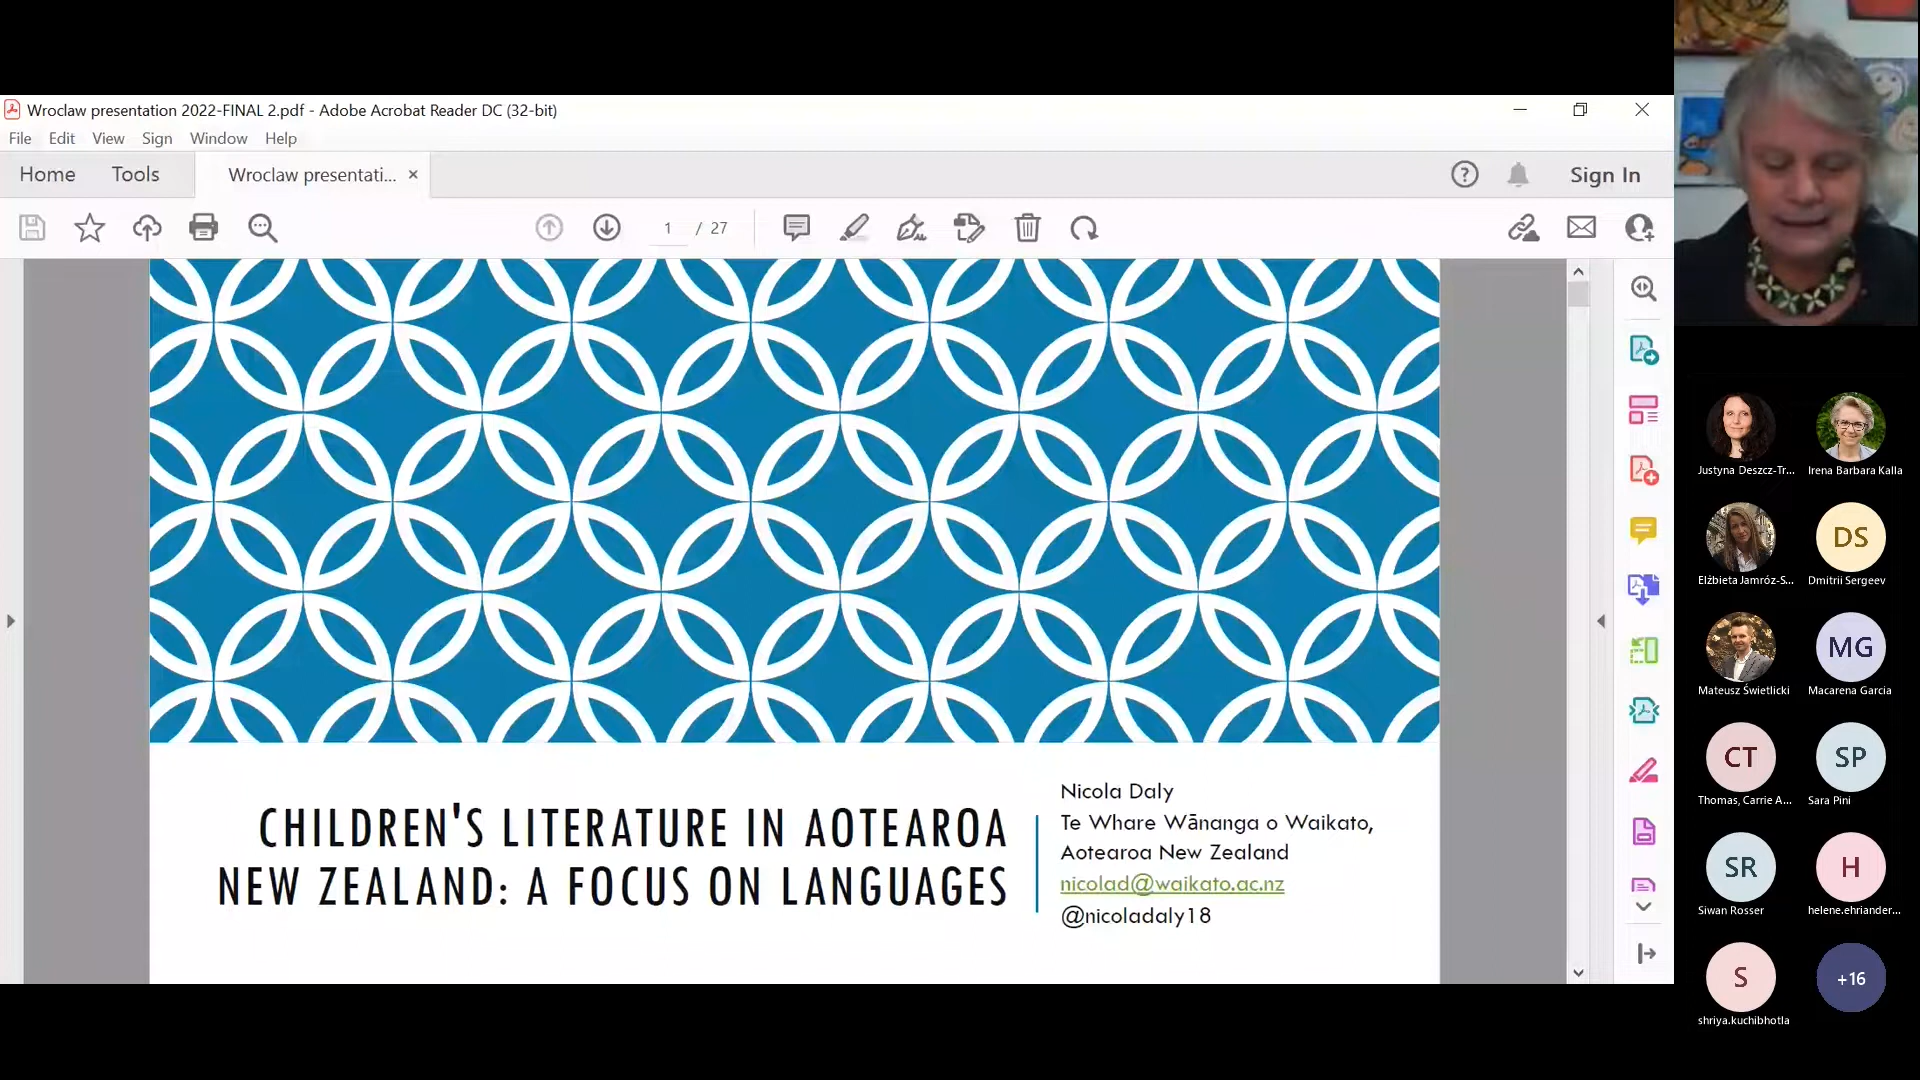 Wroclaw presentation 2022-FINAL 2.pdf - Adobe Acrobat Reader DC (32-bit)
File Edit View Sign Window Help
Home Tools Wroclaw presentati... × Sign In
1 / 27
CHILDREN'S LITERATURE IN AOTEAROA
NEW ZEALAND: A FOCUS ON LANGUAGES
Nicola Daly
Te Whare Wānanga o Waikato,
Aotearoa New Zealand
nicolad@waikato.ac.nz
@nicoladaly18
Justyna Deszcz-Tr...
Irena Barbara Kalla
DS
Elżbieta Jamróz-S...
Dmitrii Sergeev
MG
Mateusz Świetlicki
Macarena Garcia
CT
SP
Thomas, Carrie A...
Sara Pini
SR
H
Siwan Rosser
helene.ehriander...
S
+16
shriya.kuchibhotla